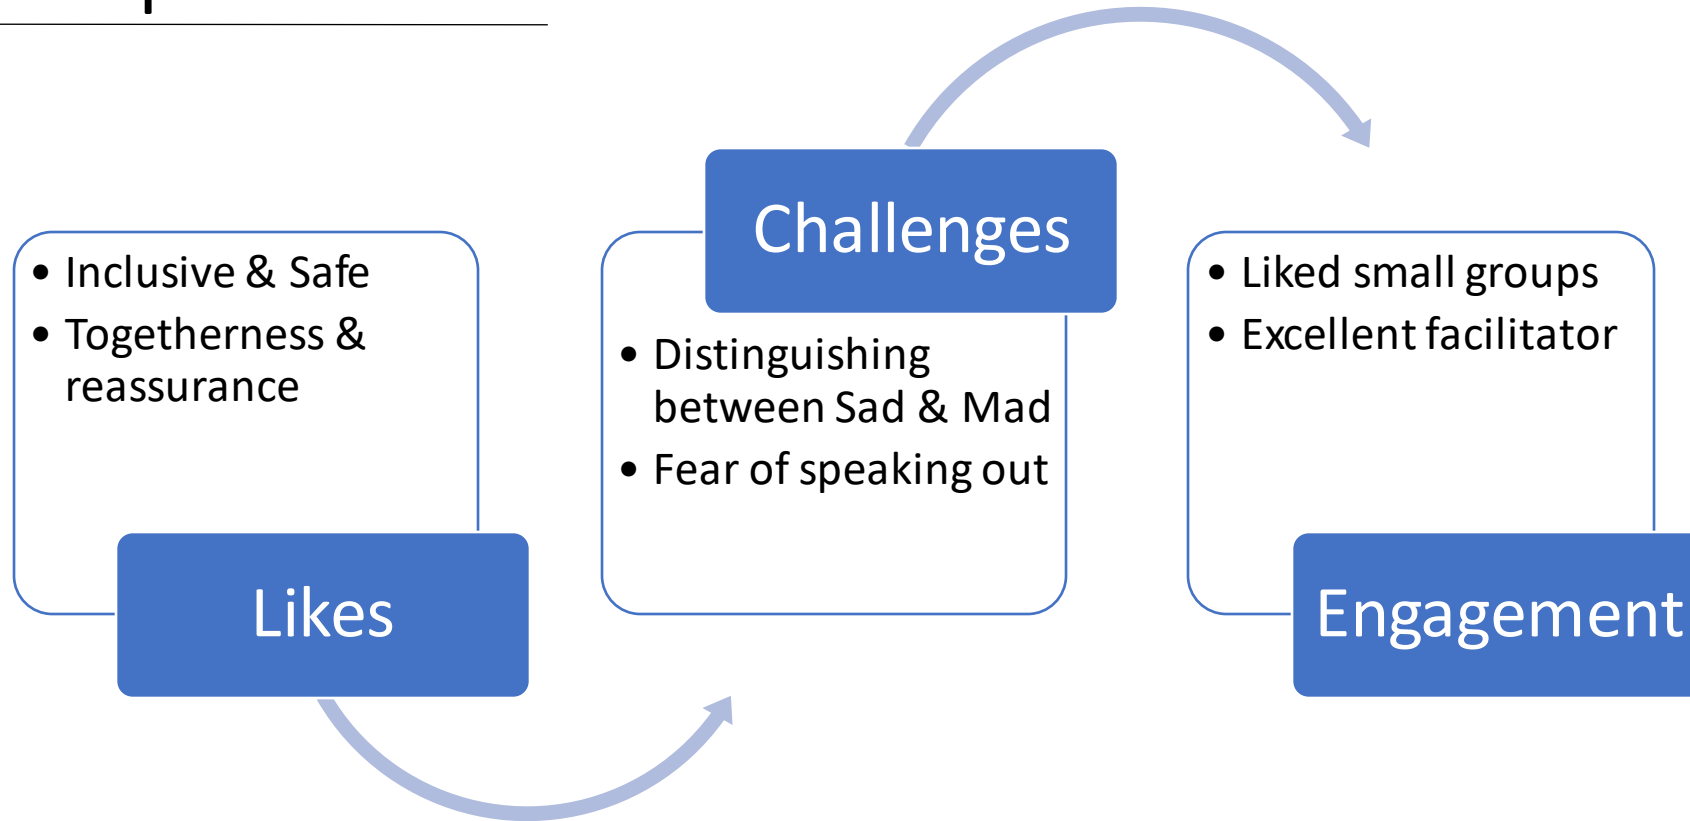 • Inclusive & Safe
• Togetherness &
reassurance
Likes
Challenges
• Distinguishing
between Sad & Mad
• Fear of speaking out
• Liked small groups
• Excellent facilitator
Engagement